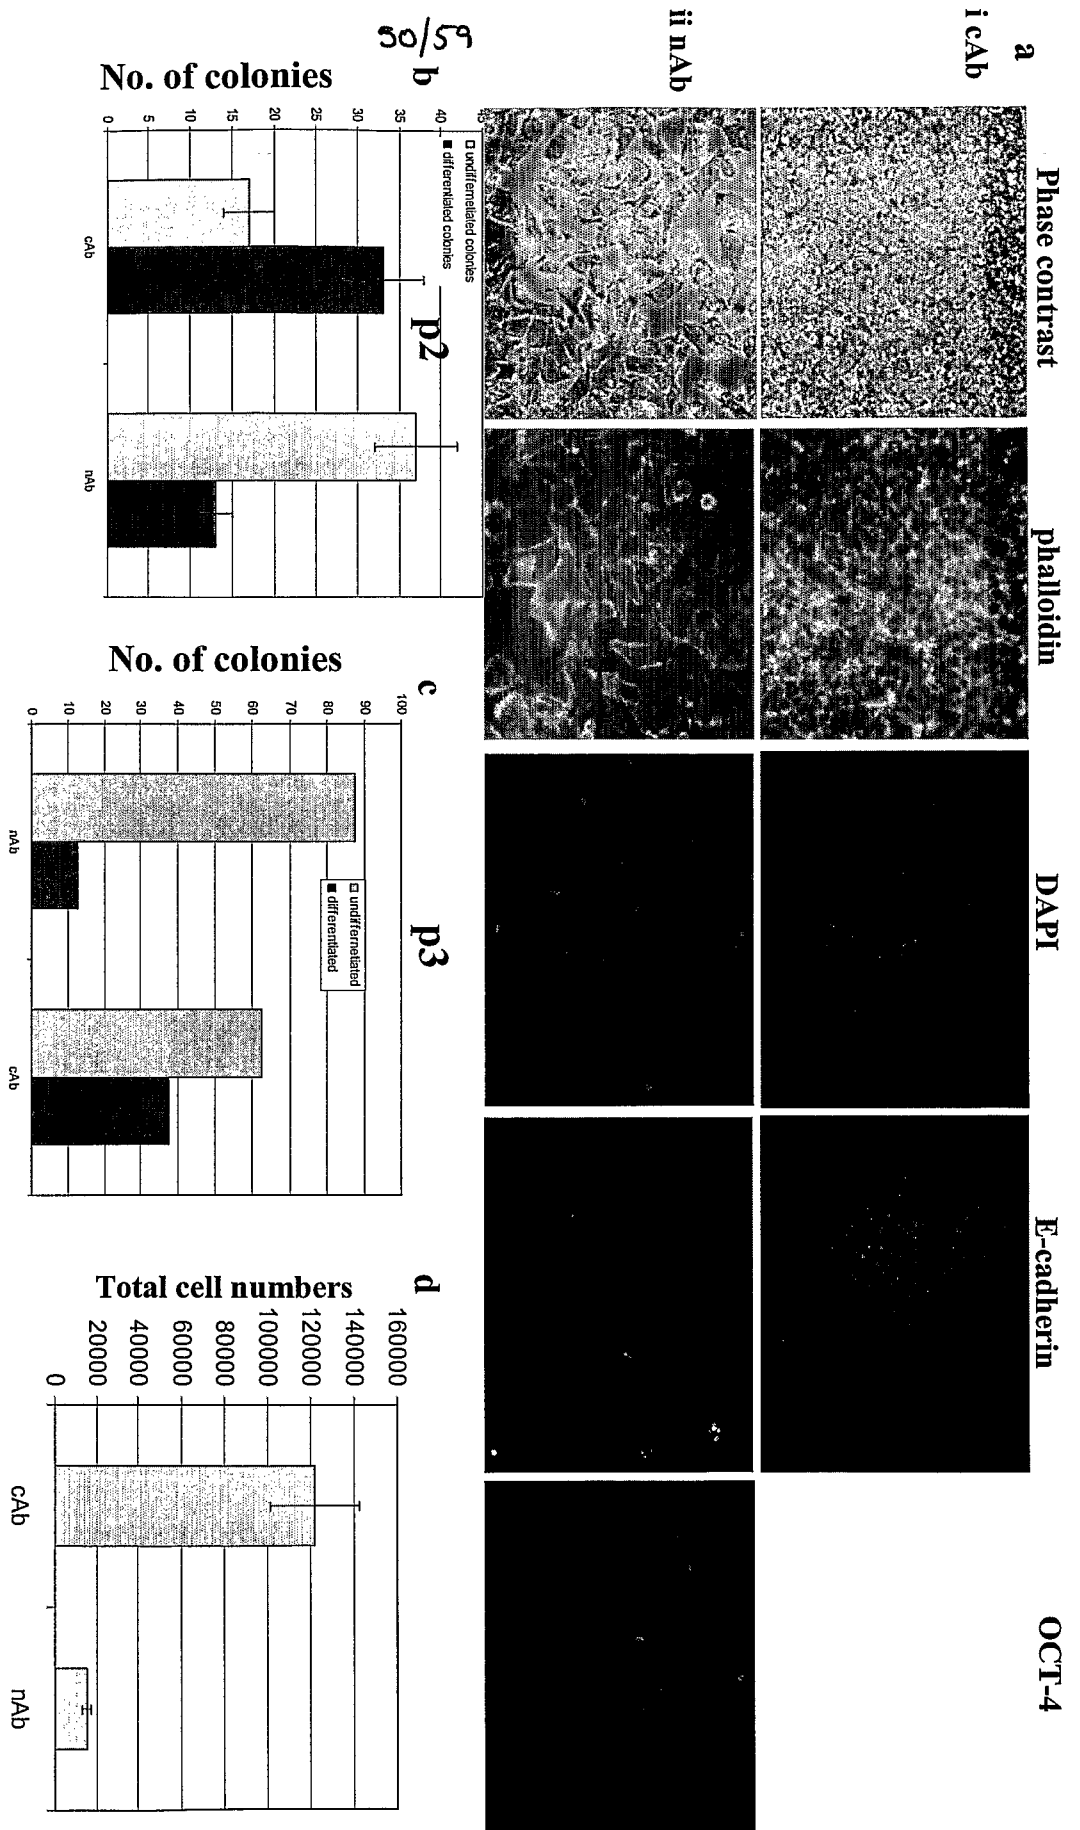 50/59
a
Phase contrast
phalloidin
DAPI
E-cadherin
OCT-4
i cAb
ii nAb
b
p2
No. of colonies
45
40
35
30
25
20
15
10
5
0
undiffernetiated colonies
differentiated colonies
cAb
nAb
c
p3
No. of colonies
100
90
80
70
60
50
40
30
20
10
0
undiffernetiated
differentiated
nAb
cAb
d
Total cell numbers
160000
140000
120000
100000
80000
60000
40000
20000
0
cAb
nAb